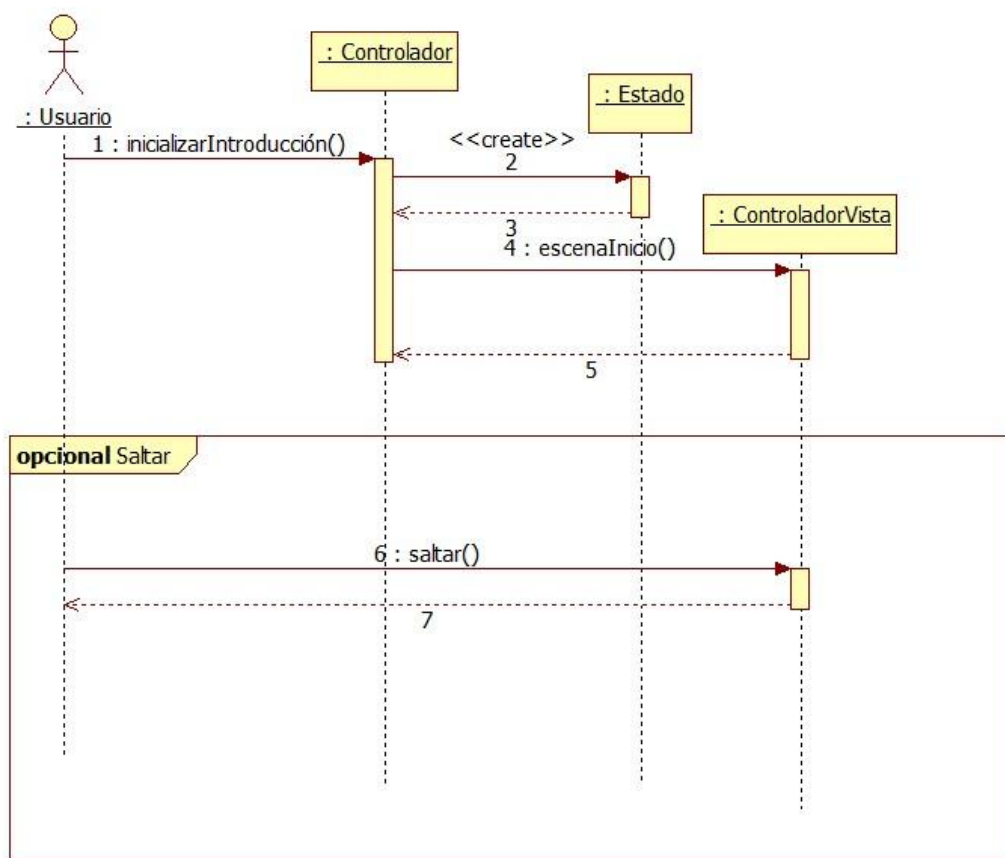 : Controlador
: Estado
: Usuario
1 : inicializarIntroducción()
<<create>>
2
3
: ControladorVista
4 : escenaInicio()
5
opcional Saltar
6 : saltar()
7